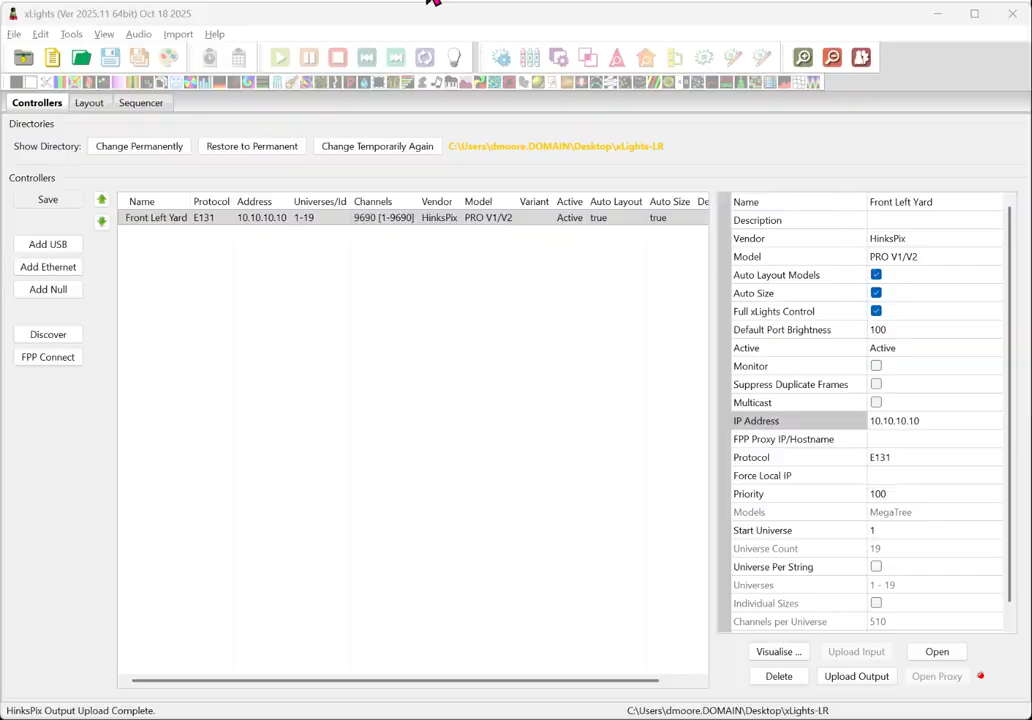 xLights (Ver 2025.11 64bit) Oct 18 2025
File Edit Tools View Audio Import Help
Controllers Layout Sequencer
Directories
Show Directory: Change Permanently Restore to Permanent Change Temporarily Again C:\Users\dmoore.DOMAIN\Desktop\xLights-LR
Controllers
Save
Add USB
Add Ethernet
Add Null
Discover
FPP Connect
Name Protocol Address Universes/Id Channels Vendor Model Variant Active Auto Layout Auto Size De
Front Left Yard E131 10.10.10.10 1-19 9690 [1-9690] HinksPix PRO V1/V2 Active true true
Name Front Left Yard
Description
Vendor HinksPix
Model PRO V1/V2
Auto Layout Models
Auto Size
Full xLights Control
Default Port Brightness 100
Active Active
Monitor
Suppress Duplicate Frames
Multicast
IP Address 10.10.10.10
FPP Proxy IP/Hostname
Protocol E131
Force Local IP
Priority 100
Models MegaTree
Start Universe 1
Universe Count 19
Universe Per String
Universes 1 - 19
Individual Sizes
Channels per Universe 510
Visualise ... Upload Input Open
Delete Upload Output Open Proxy
HinksPix Output Upload Complete. C:\Users\dmoore.DOMAIN\Desktop\xLights-LR